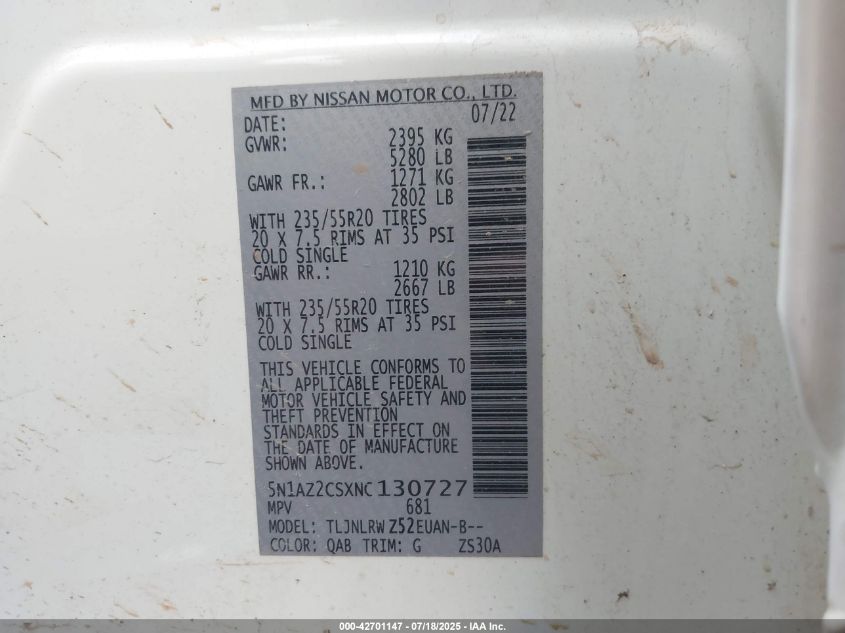 MFD BY NISSAN MOTOR CO., LTD.
DATE: 07/22
GVWR: 2395 KG
5280 LB
GAWR FR.: 1271 KG
2802 LB
WITH 235/55R20 TIRES
20 X 7.5 RIMS AT 35 PSI
COLD SINGLE
GAWR RR.: 1210 KG
2667 LB
WITH 235/55R20 TIRES
20 X 7.5 RIMS AT 35 PSI
COLD SINGLE
THIS VEHICLE CONFORMS TO
ALL APPLICABLE FEDERAL
MOTOR VEHICLE SAFETY AND
THEFT PREVENTION
STANDARDS IN EFFECT ON
THE DATE OF MANUFACTURE
SHOWN ABOVE.
5N1AZ2CSXNC130727
MPV 681
MODEL: TLJNLRWZ52EUAN-B--
COLOR: QAB TRIM: G ZS30A
000-42701147 - 07/18/2025 - IAA Inc.